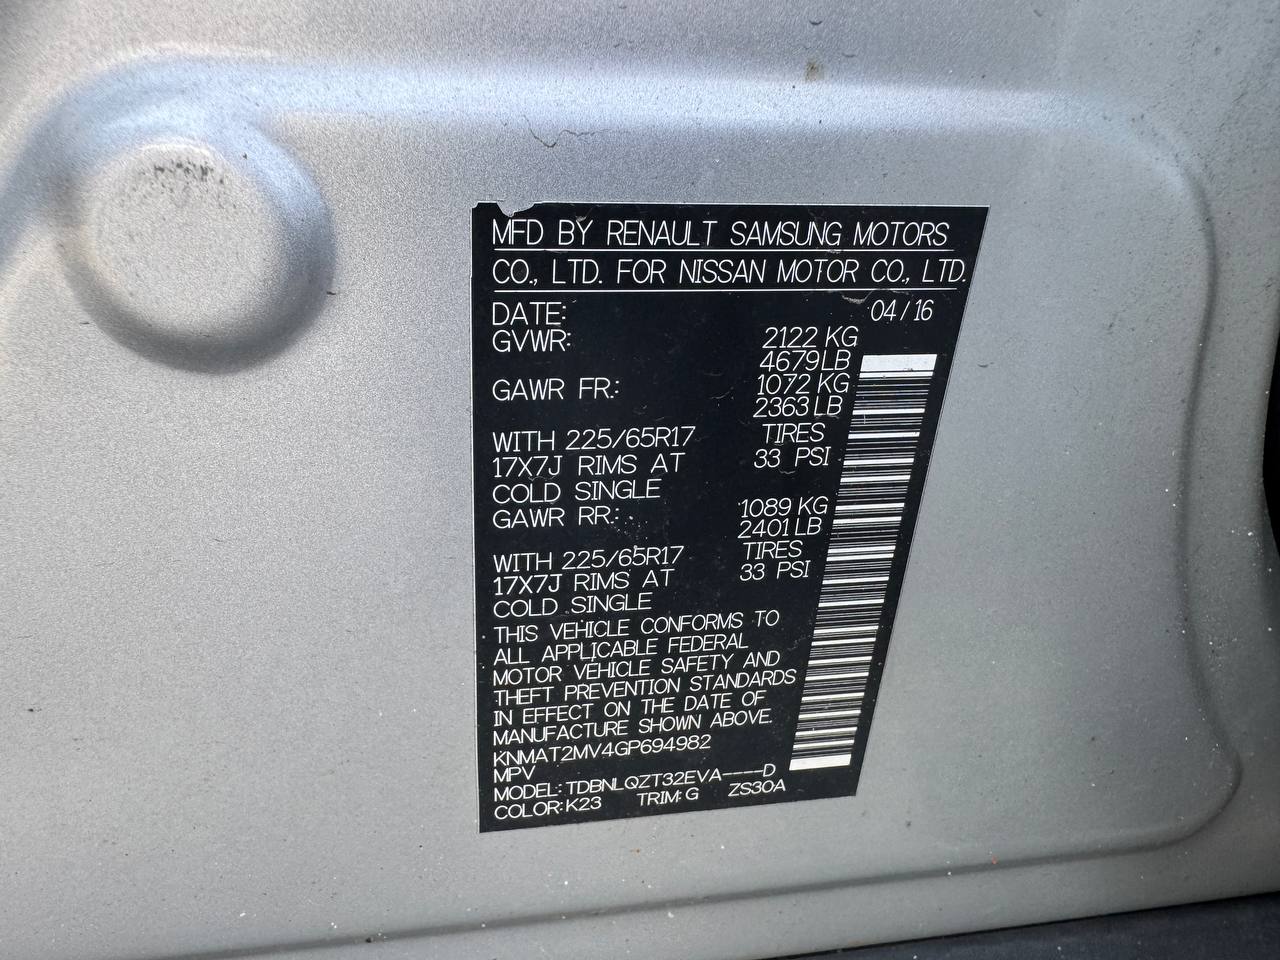 MFD BY RENAULT SAMSUNG MOTORS
CO., LTD. FOR NISSAN MOTOR CO., LTD.
DATE: 04/16
GVWR: 2122 KG
4679 LB
GAWR FR.: 1072 KG
2363 LB
WITH 225/65R17 TIRES
17X7J RIMS AT 33 PSI
COLD SINGLE
GAWR RR.: 1089 KG
2401 LB
WITH 225/65R17 TIRES
17X7J RIMS AT 33 PSI
COLD SINGLE
THIS VEHICLE CONFORMS TO
ALL APPLICABLE FEDERAL
MOTOR VEHICLE SAFETY AND
THEFT PREVENTION STANDARDS
IN EFFECT ON THE DATE OF
MANUFACTURE SHOWN ABOVE.
KNMAT2MV4GP694982
MPV
MODEL: TDBNLQZT32EVA----D
COLOR: K23 TRIM: G ZS30A